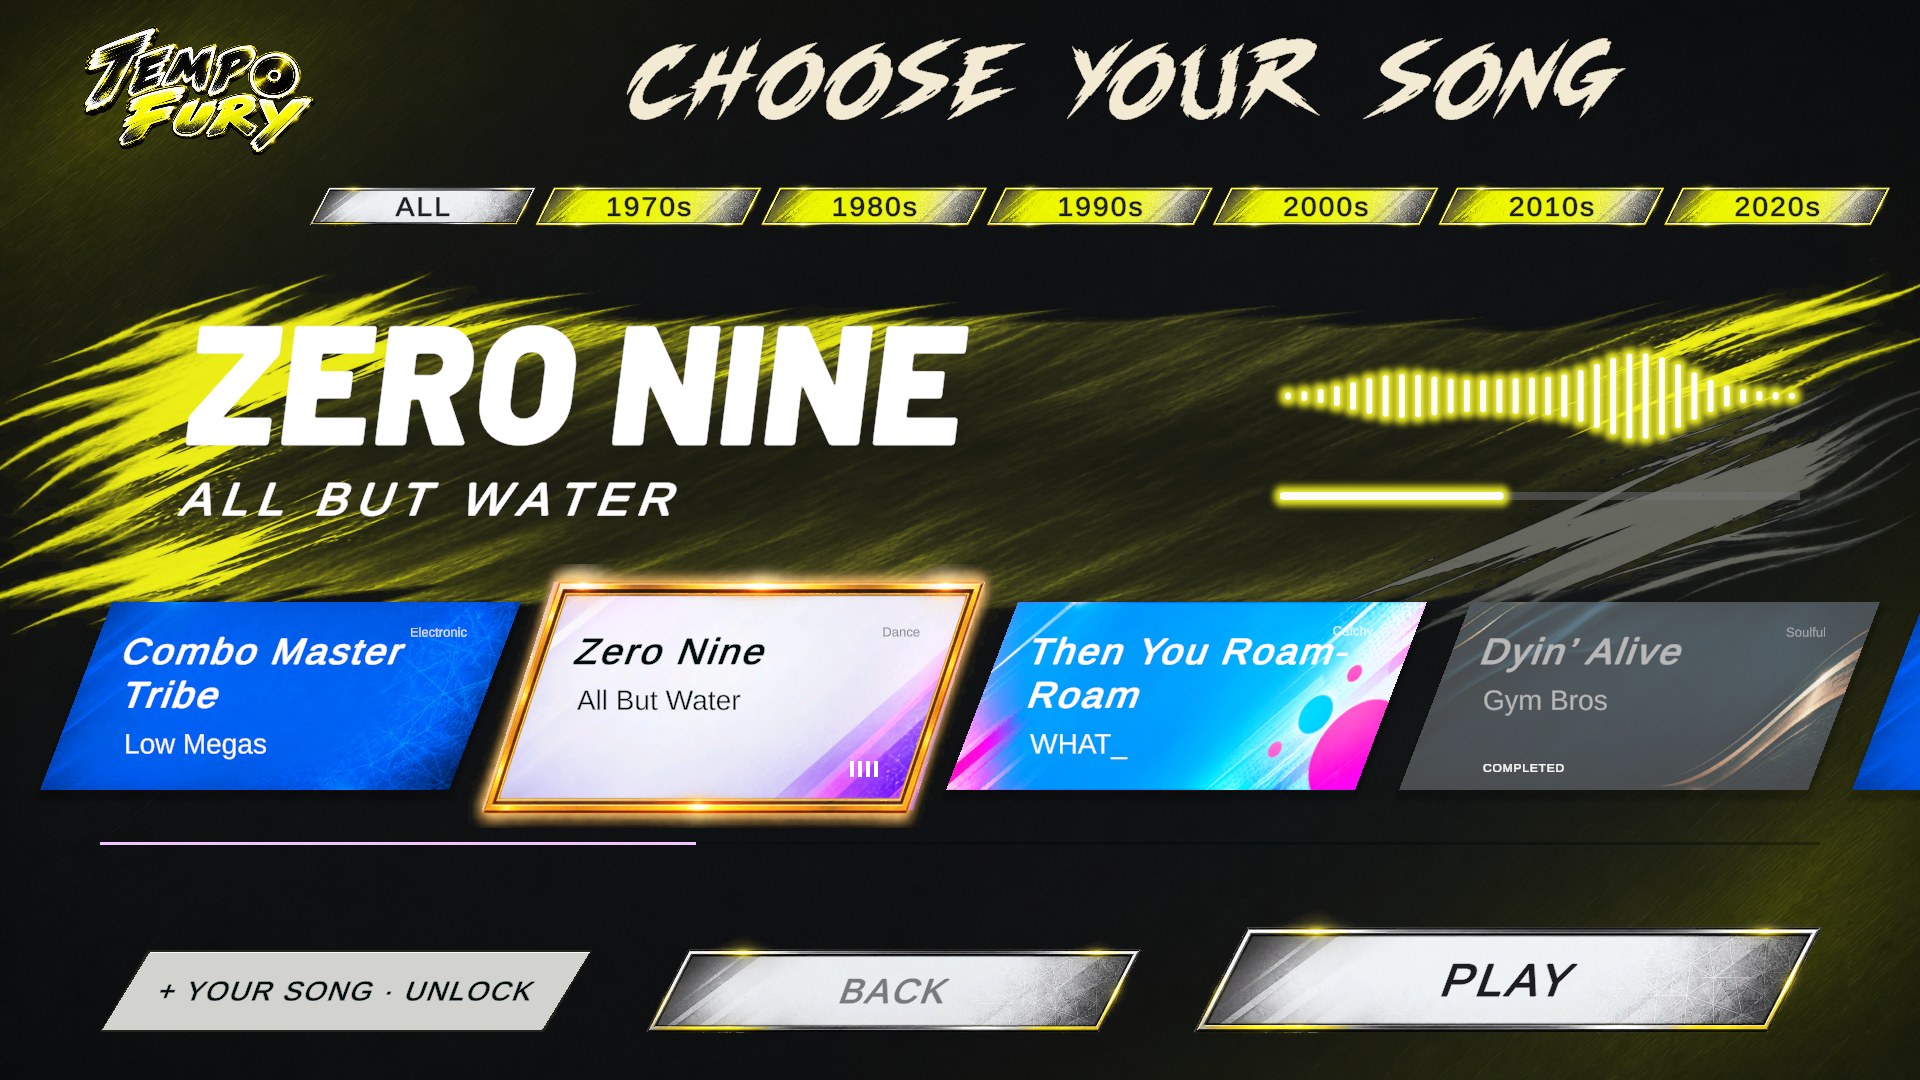 TEMPO
FURY
CHOOSE YOUR SONG
ALL
1970s
1980s
1990s
2000s
2010s
2020s
ZERO NINE
ALL BUT WATER
Combo Master
Tribe
Electronic
Low Megas
Zero Nine
Dance
All But Water
Then You Roam-
Roam
Catchy
WHAT_
Dyin’ Alive
Soulful
Gym Bros
COMPLETED
+ YOUR SONG · UNLOCK
BACK
PLAY